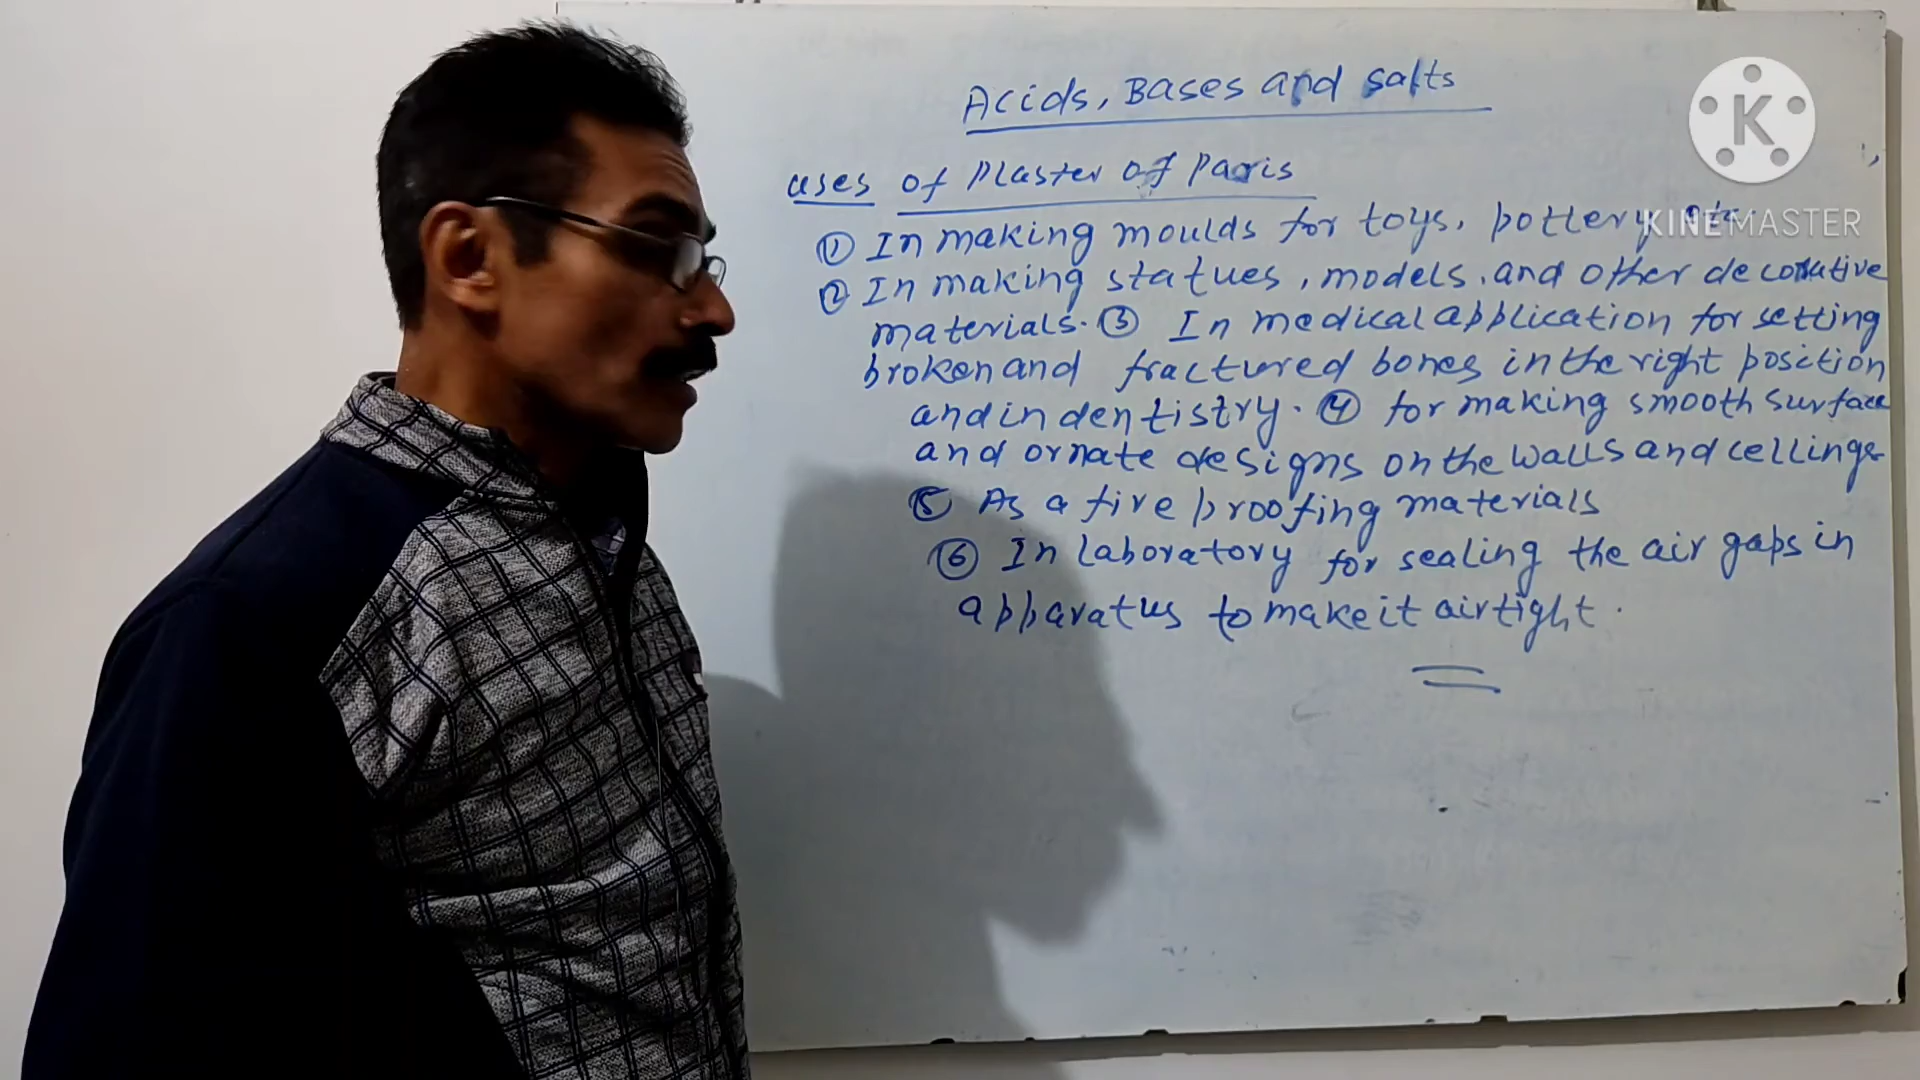 Acids, Bases and Salts
uses of Plaster of Paris
① In making moulds for toys, pottery etc.
② In making statues, models, and other decorative
materials. ③ In medical application for setting
broken and fractured bones in the right position
and in dentistry. ④ for making smooth surface
and ornate designs on the walls and cellings
⑤ As a fire proofing materials
⑥ In laboratory for sealing the air gaps in
apparatus to make it airtight.
K
KINEMASTER